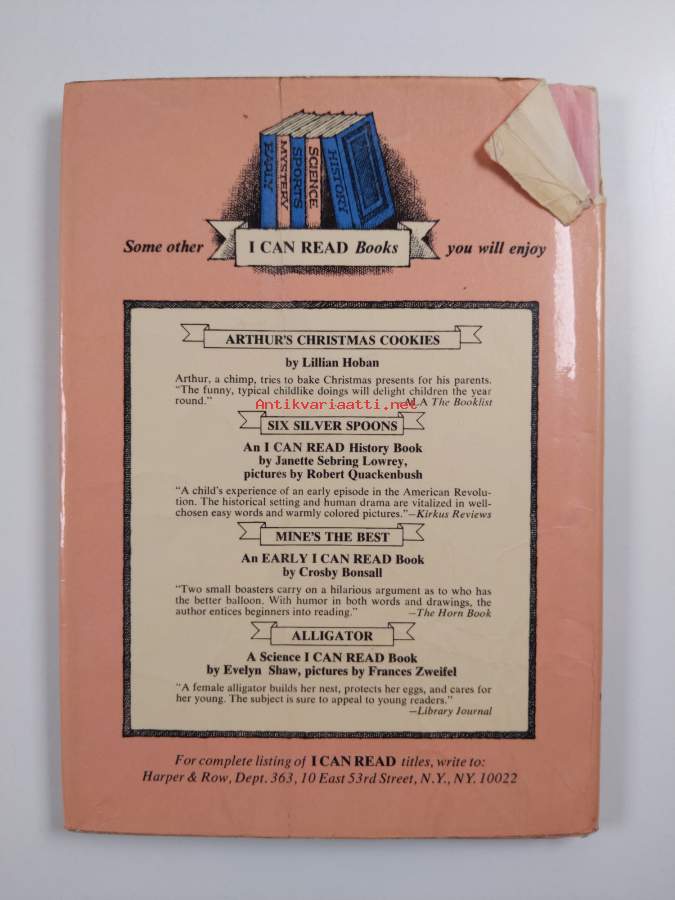 EARLY
MYSTERY
SPORTS
SCIENCE
HISTORY
Some other I CAN READ Books you will enjoy
ARTHUR'S CHRISTMAS COOKIES
by Lillian Hoban
Arthur, a chimp, tries to bake Christmas presents for his parents.
"The funny, typical childlike doings will delight children the year
round." ALA The Booklist
Antikvariaatti.net
SIX SILVER SPOONS
An I CAN READ History Book
by Janette Sebring Lowrey,
pictures by Robert Quackenbush
"A child's experience of an early episode in the American Revolu-
tion. The historical setting and human drama are vitalized in well-
chosen easy words and warmly colored pictures."—Kirkus Reviews
MINE'S THE BEST
An EARLY I CAN READ Book
by Crosby Bonsall
"Two small boasters carry on a hilarious argument as to who has
the better balloon. With humor in both words and drawings, the
author entices beginners into reading." —The Horn Book
ALLIGATOR
A Science I CAN READ Book
by Evelyn Shaw, pictures by Frances Zweifel
"A female alligator builds her nest, protects her eggs, and cares for
her young. The subject is sure to appeal to young readers."
—Library Journal
For complete listing of I CAN READ titles, write to:
Harper & Row, Dept. 363, 10 East 53rd Street, N.Y., NY. 10022